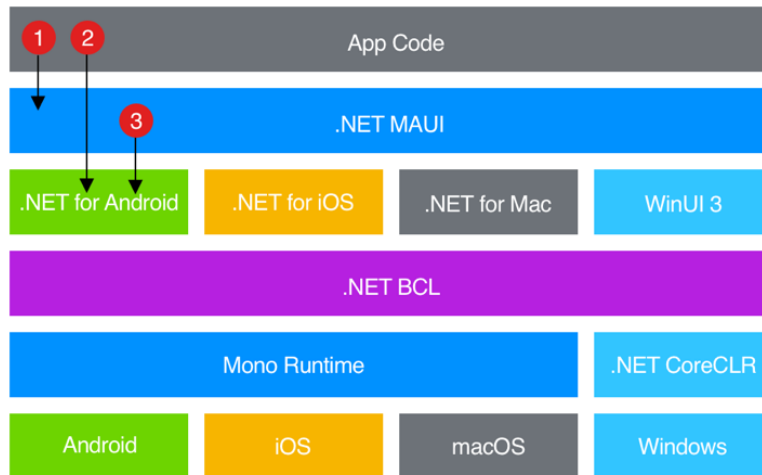 1 2 App Code
3 .NET MAUI
.NET for Android .NET for iOS .NET for Mac WinUI 3
.NET BCL
Mono Runtime .NET CoreCLR
Android iOS macOS Windows